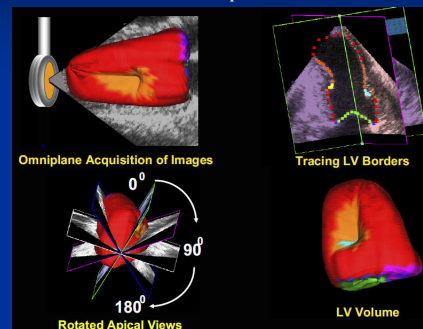 Omniplane Acquisition of Images
Tracing LV Borders
0⁰
90⁰
180⁰
Rotated Apical Views
LV Volume